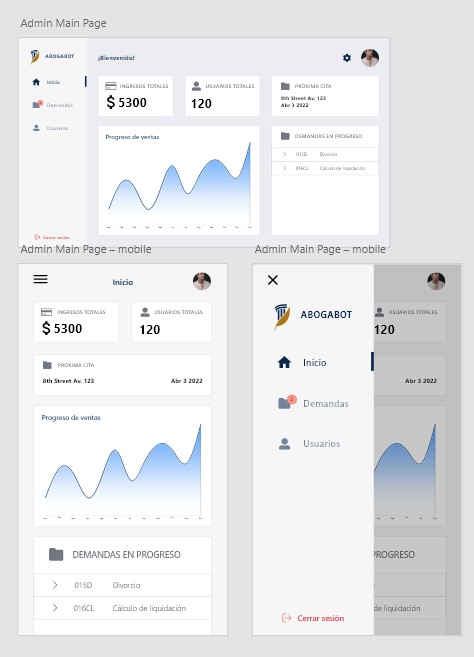 Admin Main Page
ABOGABOT
¡Bienvenido!
Inicio
Demandas
Usuarios
Cerrar sesión
INGRESOS TOTALES
$ 5300
USUARIOS TOTALES
120
PRÓXIMA CITA
8th Street Av. 123
Abr 3 2022
Progreso de ventas
DEMANDAS EN PROGRESO
015D Divorcio
016CL Cálculo de liquidación
Admin Main Page – mobile
Inicio
INGRESOS TOTALES
$ 5300
USUARIOS TOTALES
120
PRÓXIMA CITA
8th Street Av. 123 Abr 3 2022
Progreso de ventas
DEMANDAS EN PROGRESO
015D Divorcio
016CL Cálculo de liquidación
Admin Main Page – mobile
ABOGABOT
Inicio
Demandas
Usuarios
Cerrar sesión
USUARIOS TOTALES
120
Abr 3 2022
PROGRESO
de liquidación